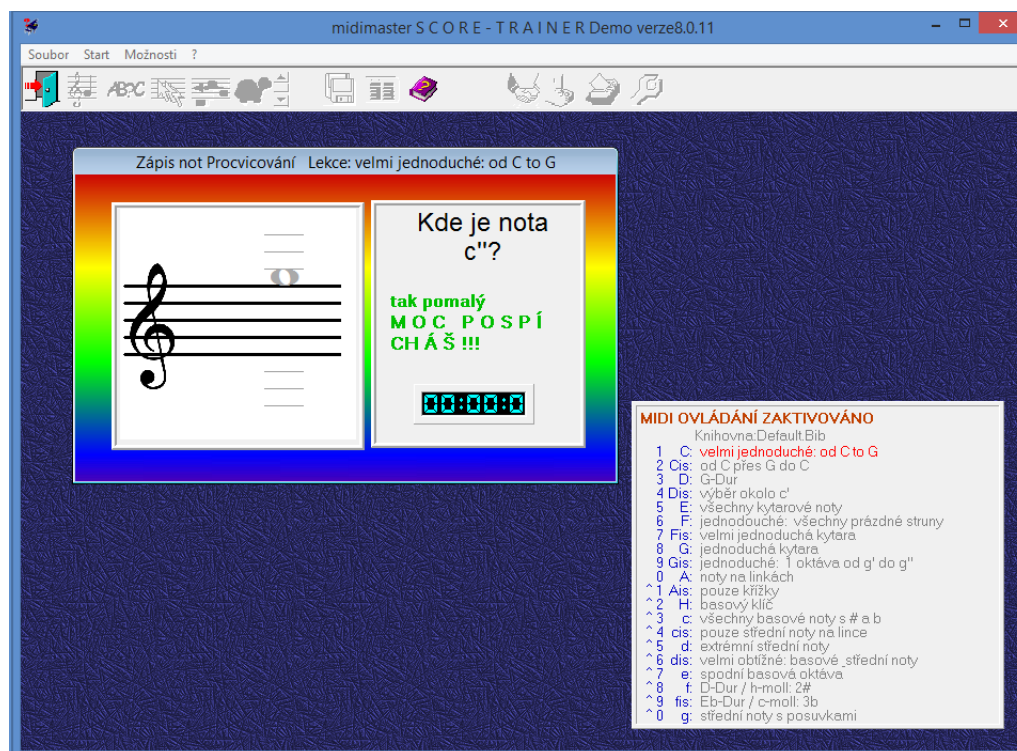 midimaster S C O R E - T R A I N E R Demo verze8.0.11
Soubor Start Možnosti ?
ABC
Zápis not Procvicování Lekce: velmi jednoduché: od C to G
Kde je nota
c''?
tak pomalý
M O C P O S P Í
CH Á Š !!!
00:00:0
MIDI OVLÁDÁNÍ ZAKTIVOVÁNO
Knihovna:Default.Bib
1 C: velmi jednoduché: od C to G
2 Cis: od C přes G do C
3 D: G-Dur
4 Dis: výběr okolo c'
5 E: všechny kytarové noty
6 F: jednodouché: všechny prázdné struny
7 Fis: velmi jednoduchá kytara
8 G: jednoduchá kytara
9 Gis: jednoduché: 1 oktáva od g' do g''
0 A: noty na linkách
^1 Ais: pouze křížky
^2 H: basový klíč
^3 c: všechny basové noty s # a b
^4 cis: pouze střední noty na lince
^5 d: extrémní střední noty
^6 dis: velmi obtížné: basové_střední noty
^7 e: spodní basová oktáva
^8 f: D-Dur / h-moll: 2#
^9 fis: Eb-Dur / c-moll: 3b
^0 g: střední noty s posuvkami